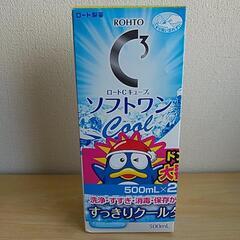 ロート製薬
ROHTO
C3
ロートCキューブ
ソフトワン
Cool
500mL×2
洗浄・すすぎ・消毒・保存が
すっきりクール
500mL